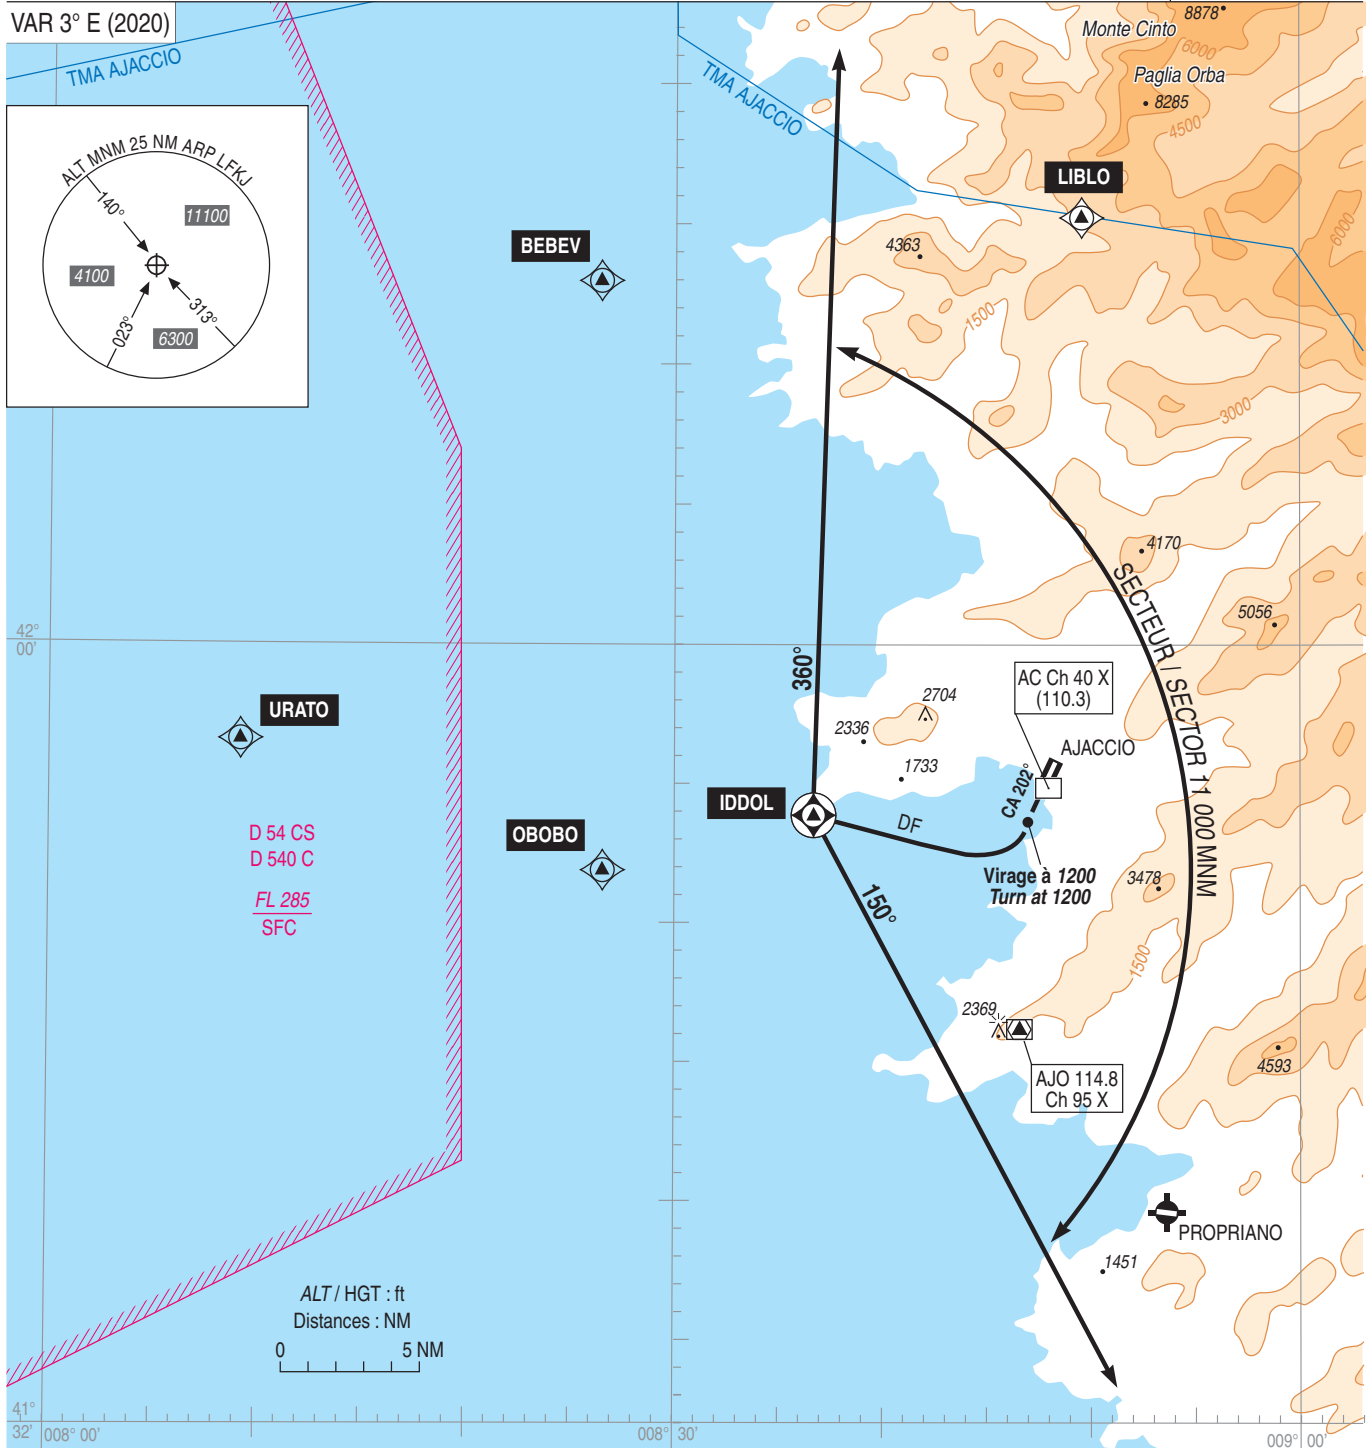 VAR 3° E (2020)
TMA AJACCIO
ALT MNM 25 NM ARP LFKJ
140°
11100
4100
023°
313°
6300
TMA AJACCIO
8878
Monte Cinto
6000
Paglia Orba
8285
4500
LIBLO
BEBEV
4363
6000
1500
3000
4170
SECTEUR / SECTOR 11 000 MNM
5056
42°
00'
360°
AC Ch 40 X
(110.3)
URATO
2704
2336
AJACCIO
1733
CA 202°
IDDOL
DF
D 54 CS
D 540 C
OBOBO
FL 285
SFC
Virage à 1200
Turn at 1200
3478
150°
1500
2369
AJO 114.8
Ch 95 X
4593
PROPRIANO
1451
ALT / HGT : ft
Distances : NM
0 5 NM
41°
32'
008° 00'
008° 30'
009° 00'